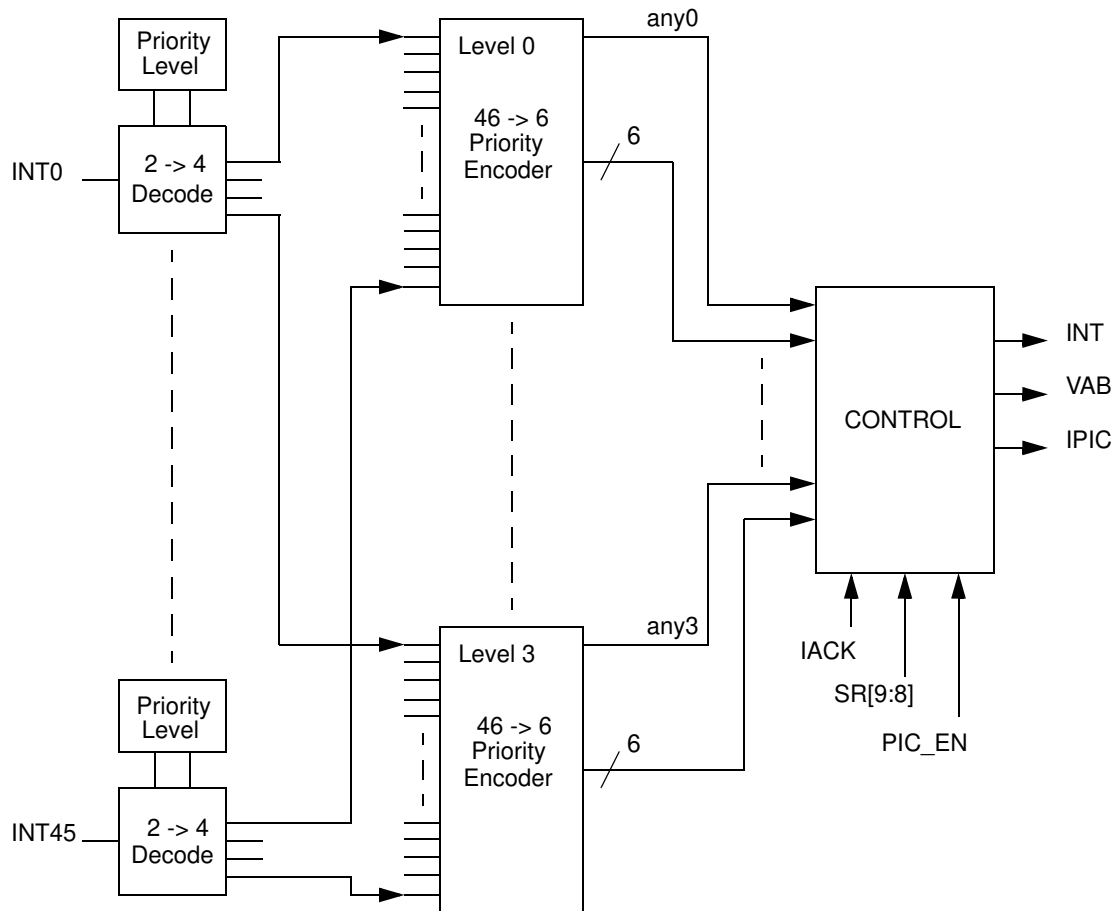 Priority
Level
INT0
2 -> 4
Decode
Level 0
46 -> 6
Priority
Encoder
any0
6
CONTROL
INT
VAB
IPIC
IACK
SR[9:8]
PIC_EN
Priority
Level
INT45
2 -> 4
Decode
Level 3
46 -> 6
Priority
Encoder
any3
6